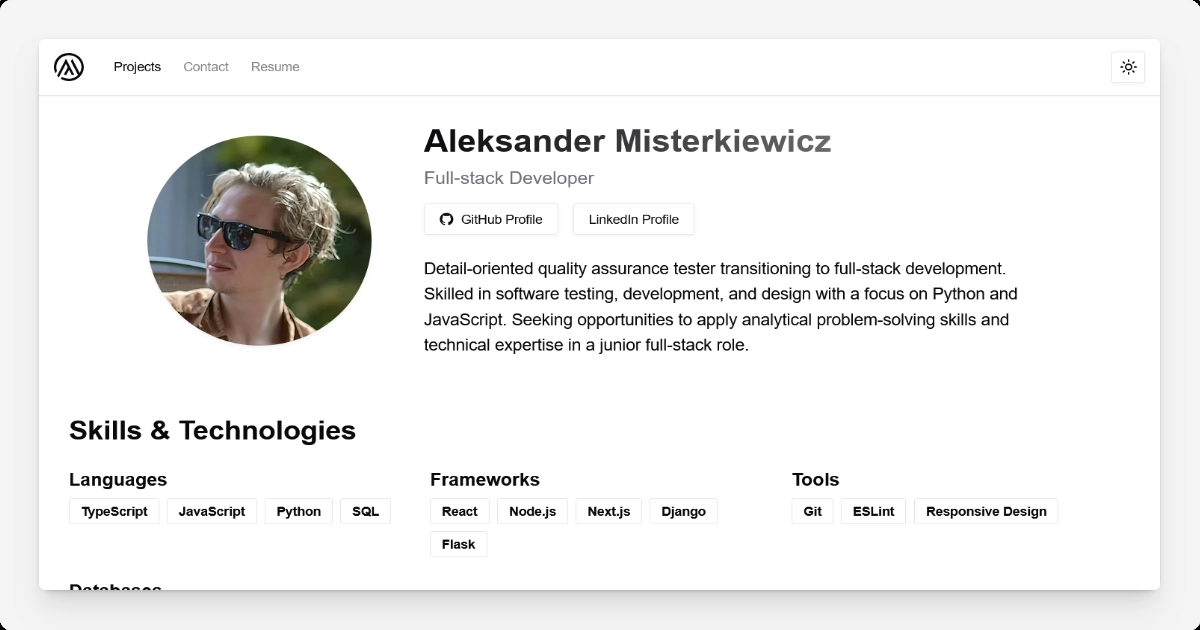 Projects Contact Resume
Aleksander Misterkiewicz
Full-stack Developer
GitHub Profile LinkedIn Profile
Detail-oriented quality assurance tester transitioning to full-stack development.
Skilled in software testing, development, and design with a focus on Python and
JavaScript. Seeking opportunities to apply analytical problem-solving skills and
technical expertise in a junior full-stack role.
Skills & Technologies
Languages
TypeScript JavaScript Python SQL
Frameworks
React Node.js Next.js Django
Flask
Tools
Git ESLint Responsive Design
Databases